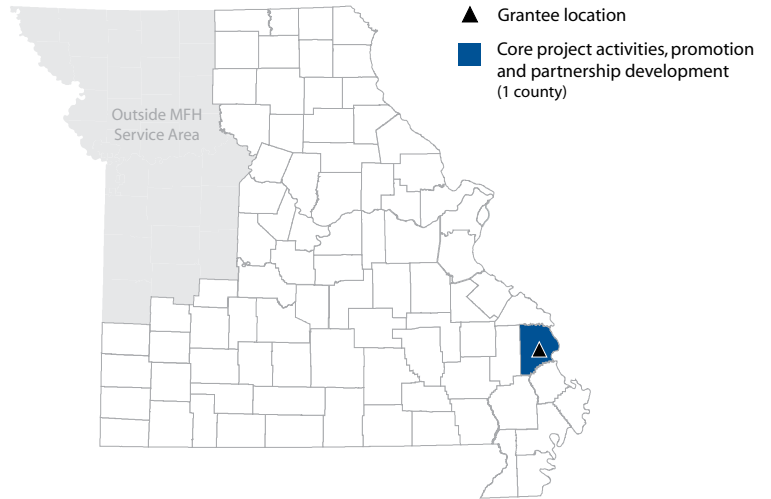 Grantee location
Core project activities, promotion
and partnership development
(1 county)
Outside MFH
Service Area